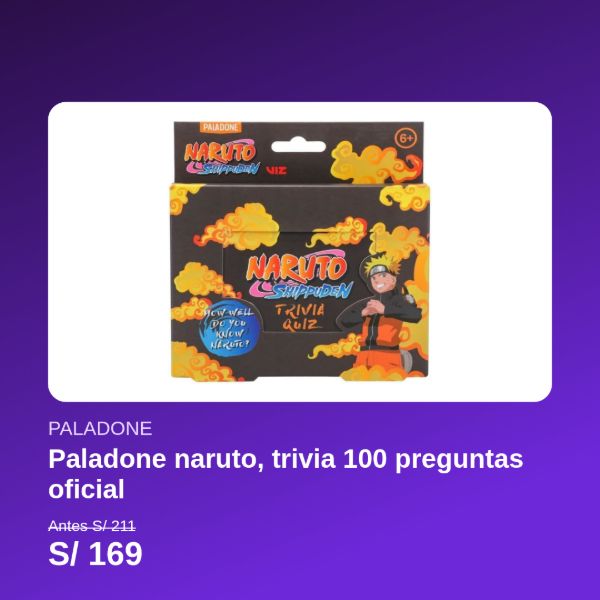 PALADONE
NARUTO
SHIPPUDEN
VIZ
6+
NARUTO
SHIPPUDEN
TRIVIA
QUIZ
HOW WELL
DO YOU
KNOW
NARUTO?
PALADONE
Paladone naruto, trivia 100 preguntas
oficial
Antes S/ 211
S/ 169